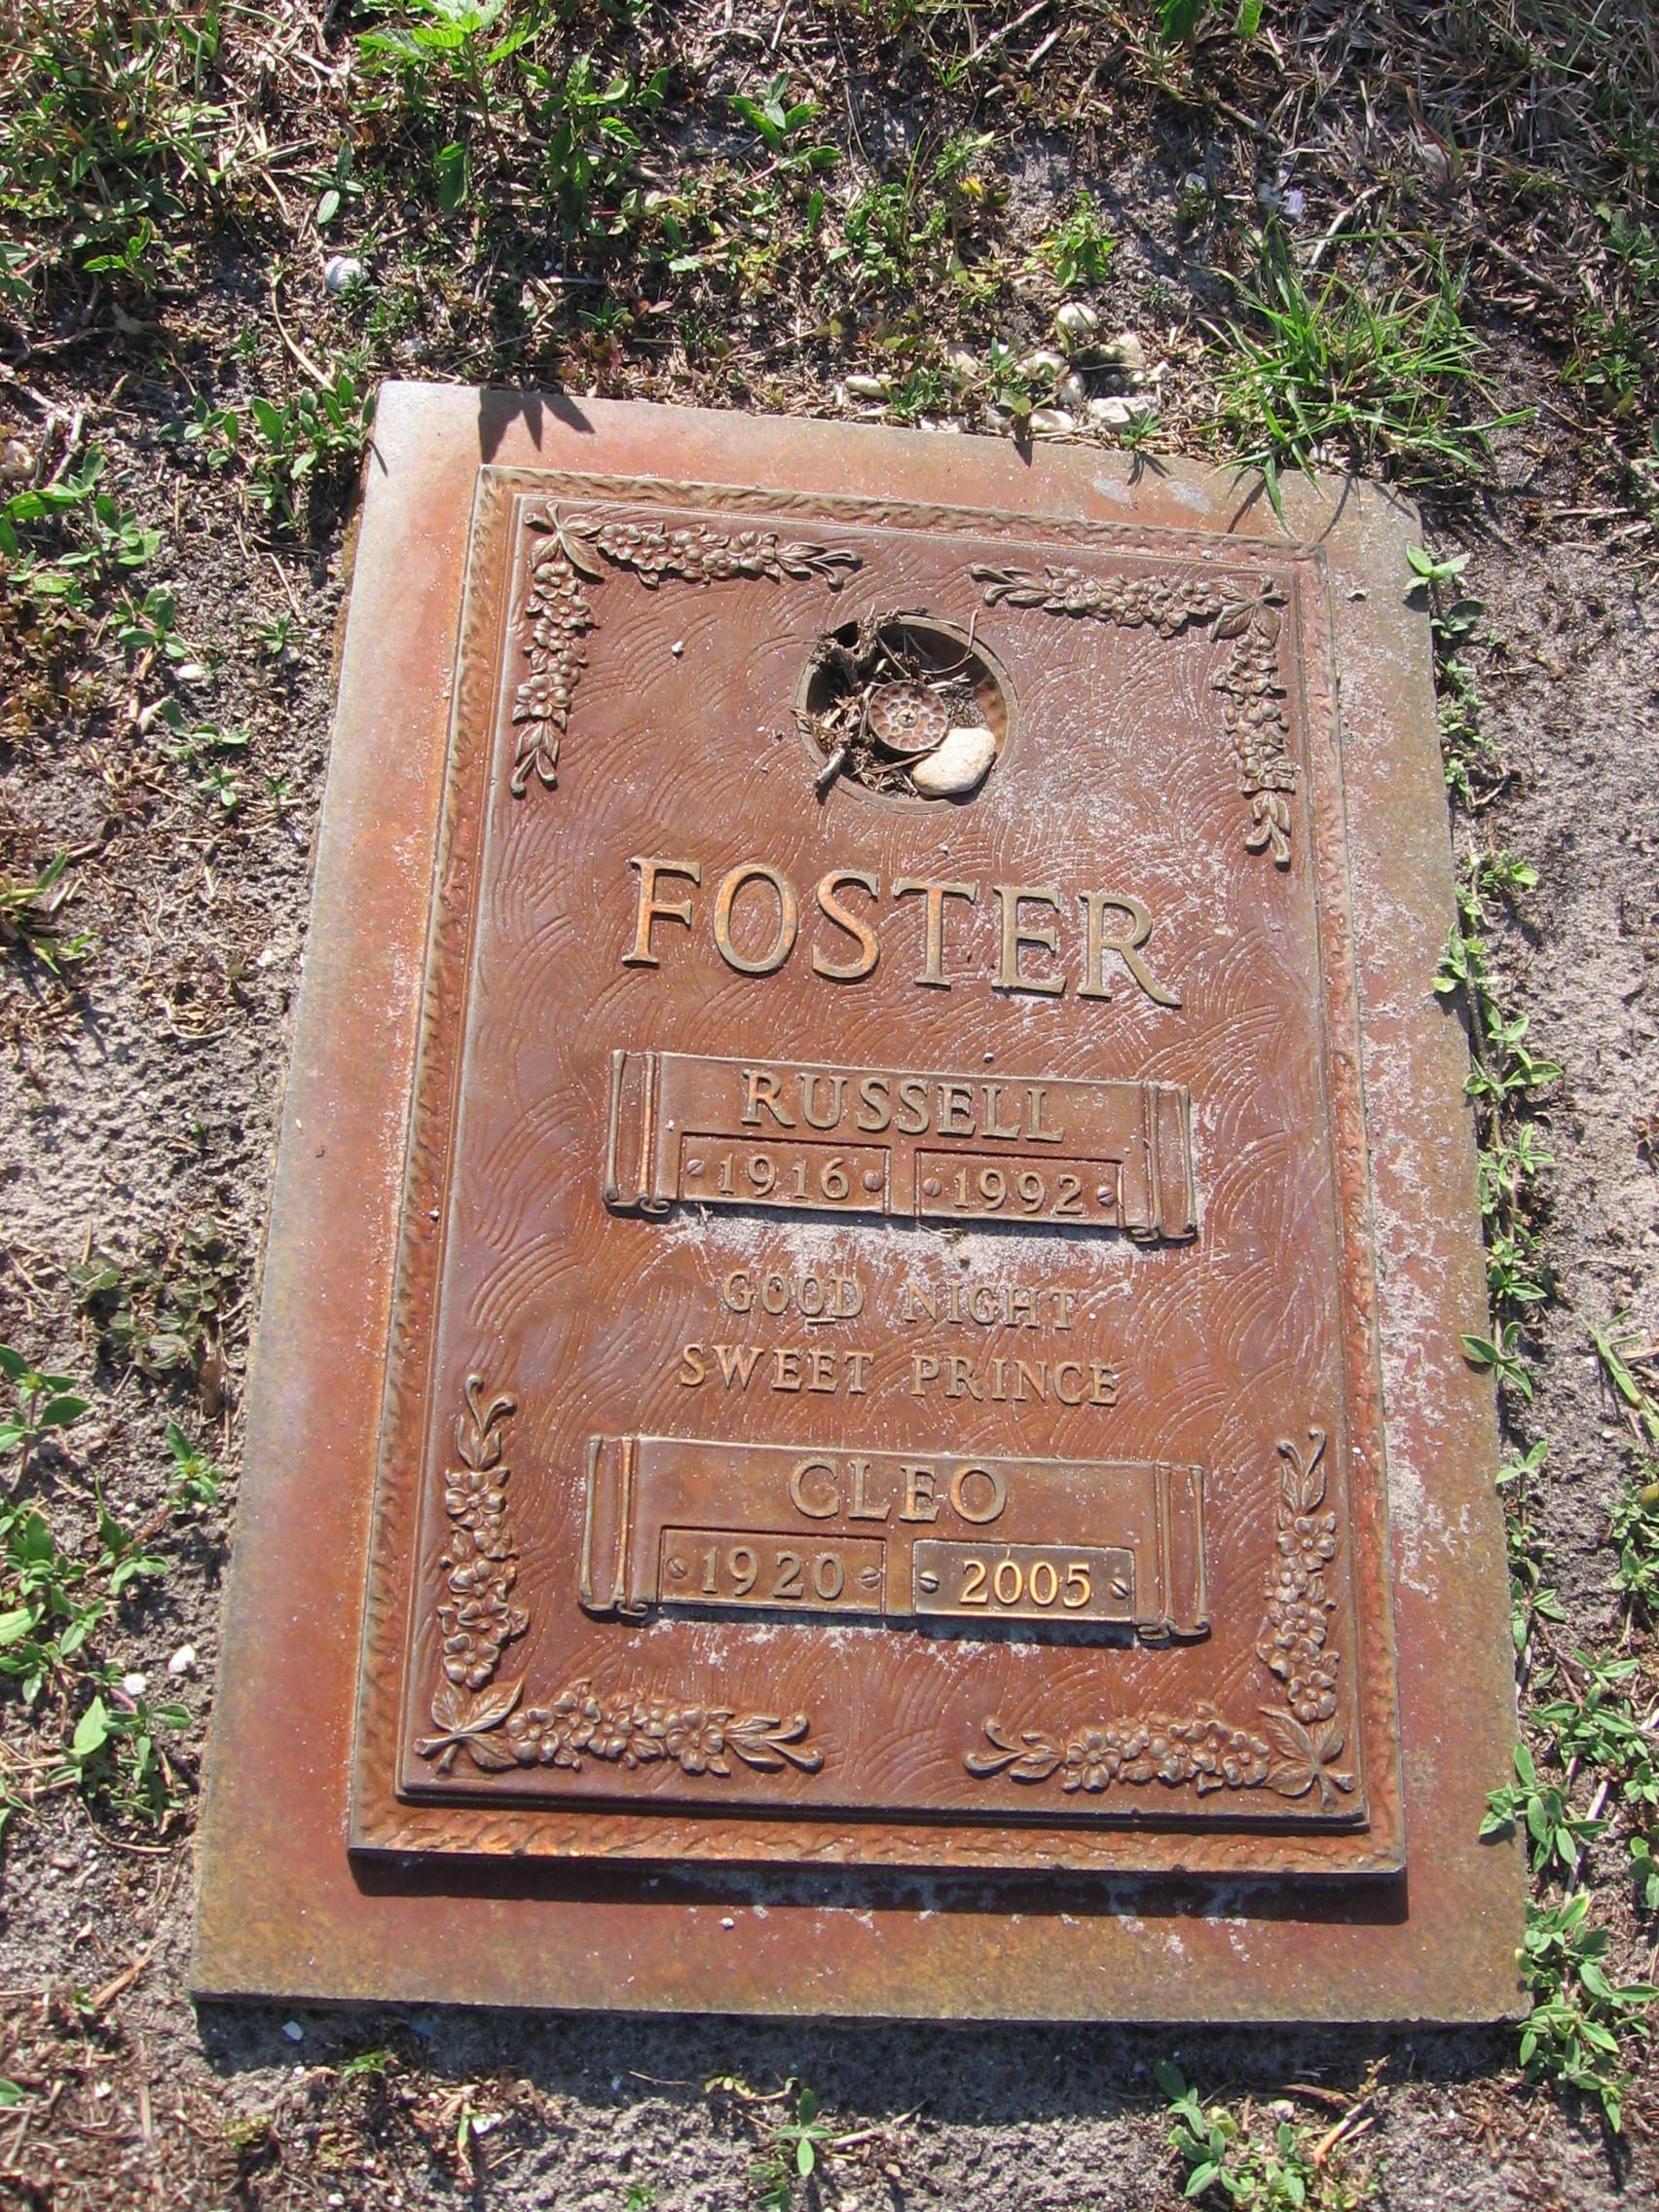 FOSTER
RUSSELL
1916 1992
GOOD NIGHT
SWEET PRINCE
CLEO
1920 2005